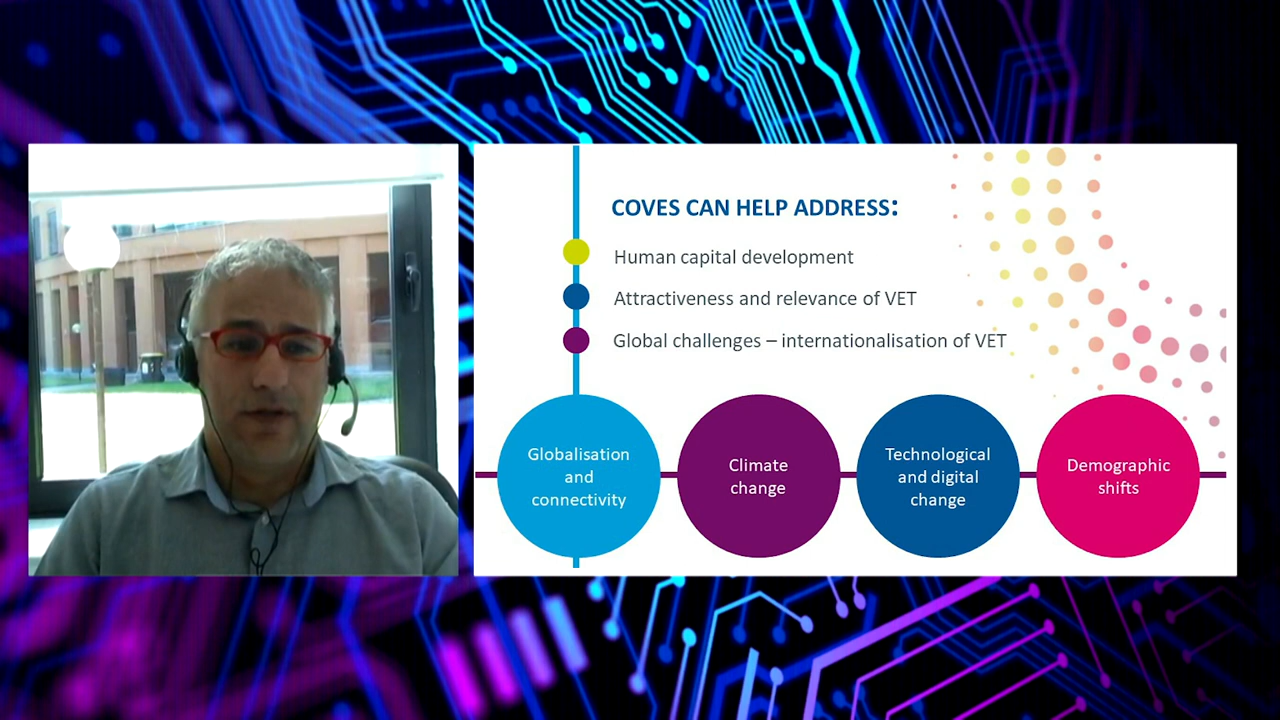 COVES CAN HELP ADDRESS:
Human capital development
Attractiveness and relevance of VET
Global challenges – internationalisation of VET
Globalisation
and
connectivity
Climate
change
Technological
and digital
change
Demographic
shifts